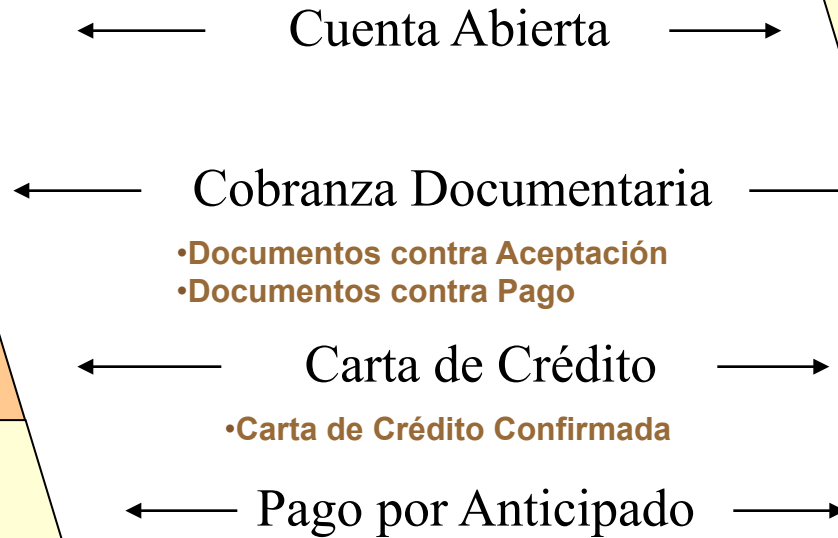 Cuenta Abierta
Cobranza Documentaria
•Documentos contra Aceptación
•Documentos contra Pago
Carta de Crédito
•Carta de Crédito Confirmada
Pago por Anticipado